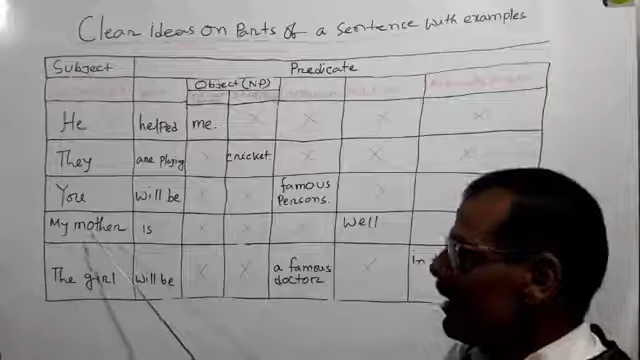 Clear Ideas on Parts of a Sentence with examples
Subject Predicate
Object (NP)
He helped me. X X X X
They are playing X cricket. X X X
You will be X X famous Persons. X
My mother is X X X Well
The girl will be X X a famous doctor X in